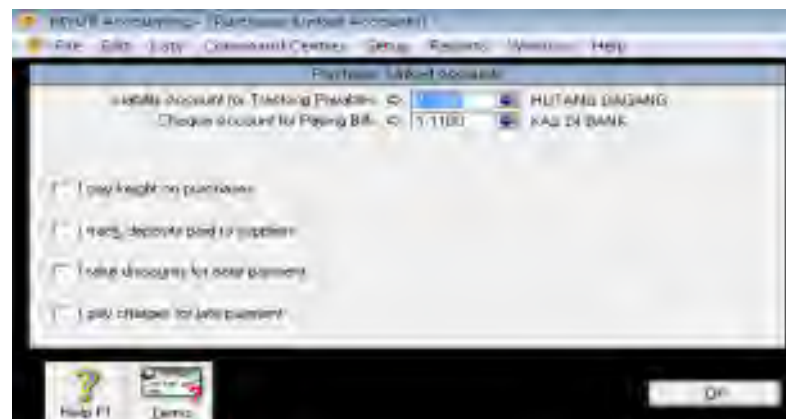 MYOB Accounting - [Purchases Linked Accounts]
File Edit Lists Command Centres Setup Reports Window Help
Purchases Linked Accounts
Liability Account for Tracking Payables: HUTANG DAGANG
Cheque Account for Paying Bills: 1-1100 KAS DI BANK
I pay freight on purchases
I track deposits paid to suppliers
I take discounts for early payment
I pay charges for late payment
Help F1
OK